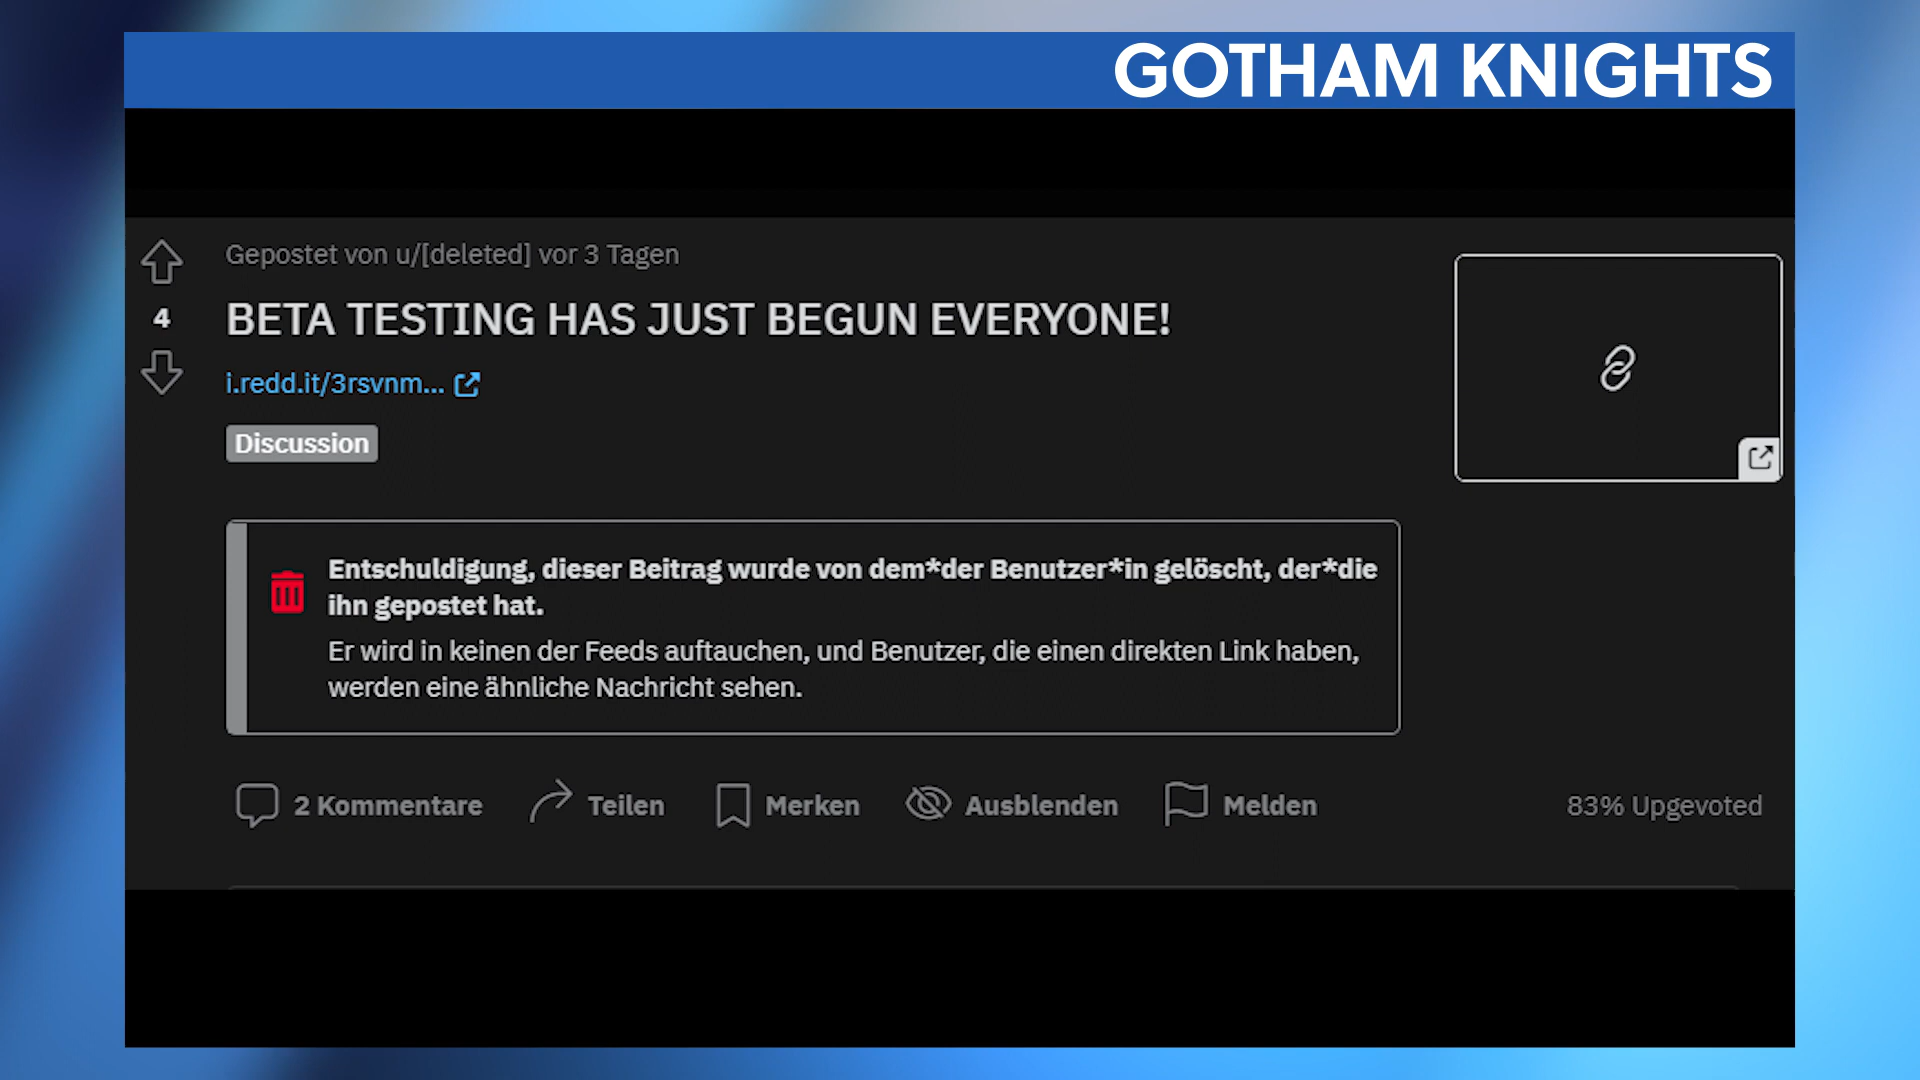 GOTHAM KNIGHTS
Gepostet von u/[deleted] vor 3 Tagen
4
BETA TESTING HAS JUST BEGUN EVERYONE!
i.redd.it/3rsvnm...
Discussion
Entschuldigung, dieser Beitrag wurde von dem*der Benutzer*in gelöscht, der*die
ihn gepostet hat.
Er wird in keinen der Feeds auftauchen, und Benutzer, die einen direkten Link haben,
werden eine ähnliche Nachricht sehen.
2 Kommentare Teilen Merken Ausblenden Melden 83% Upgevoted